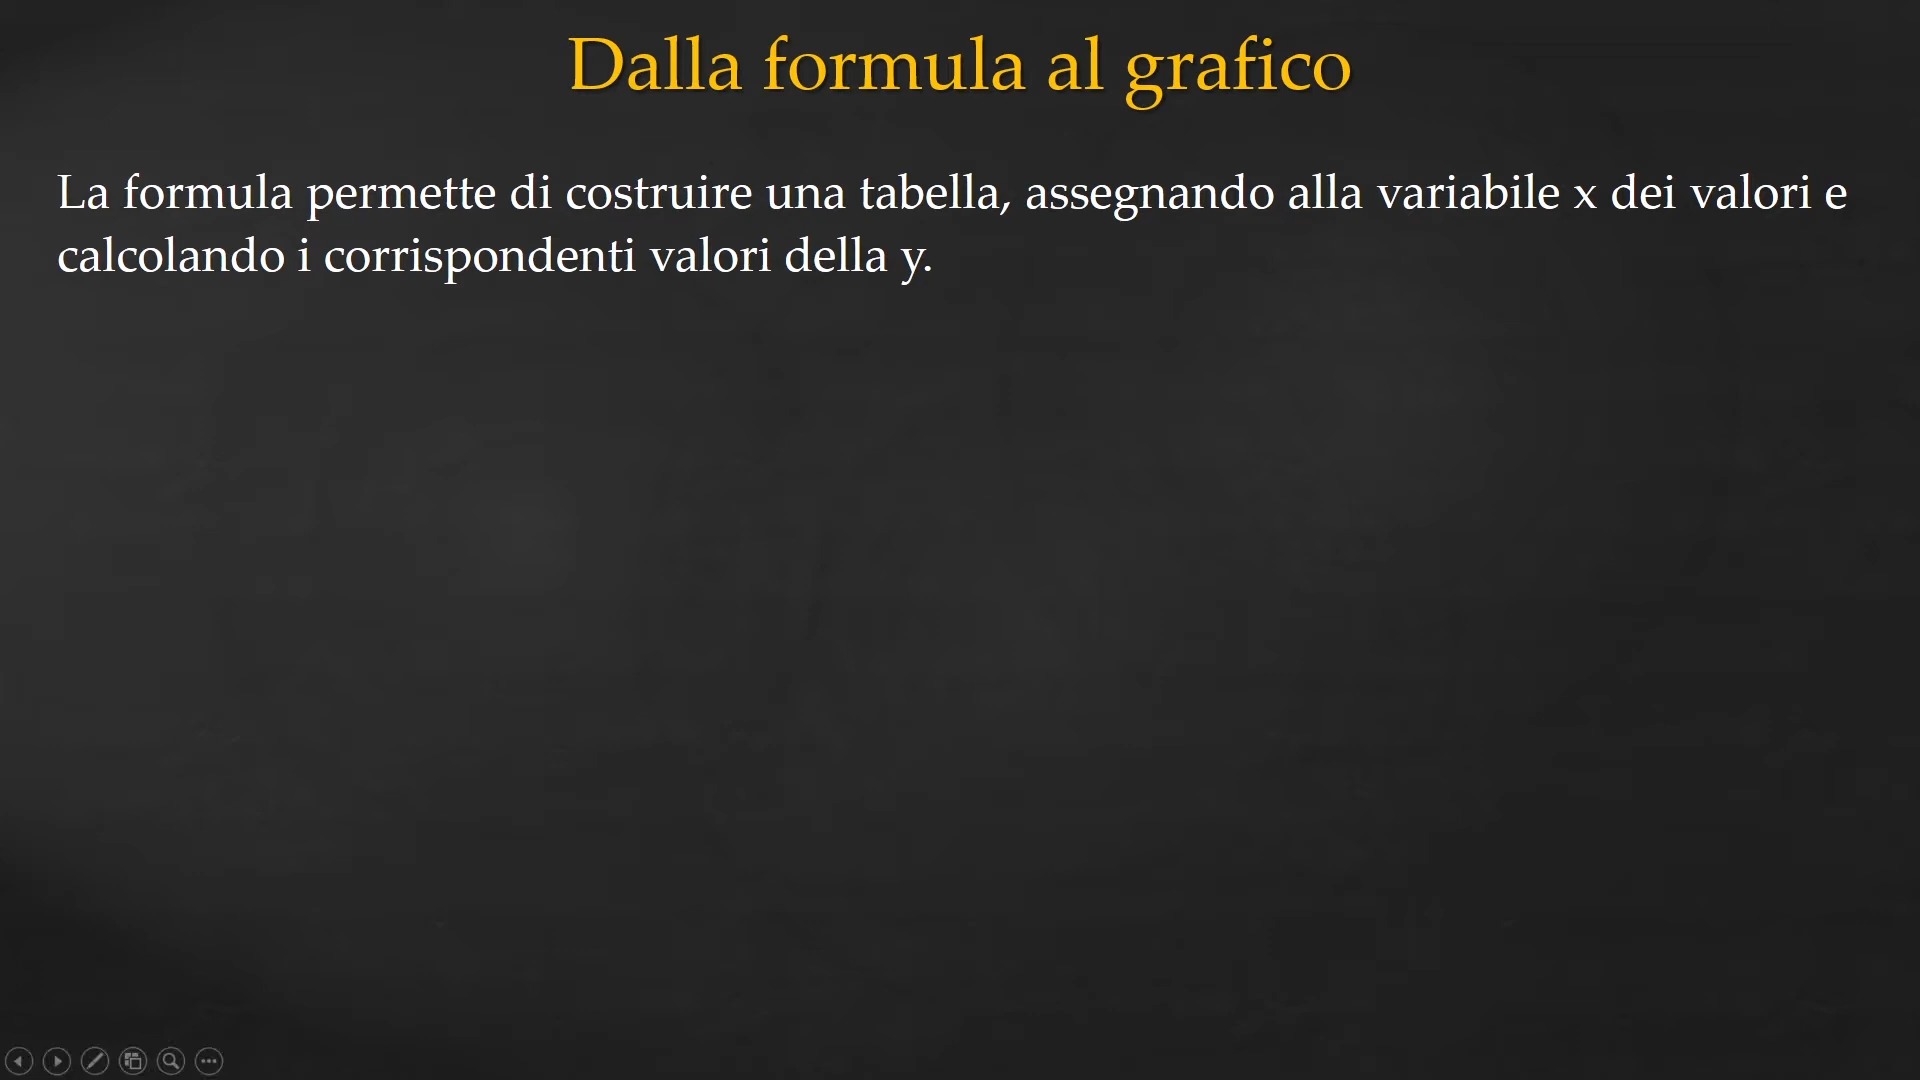 Dalla formula al grafico
La formula permette di costruire una tabella, assegnando alla variabile x dei valori e
calcolando i corrispondenti valori della y.